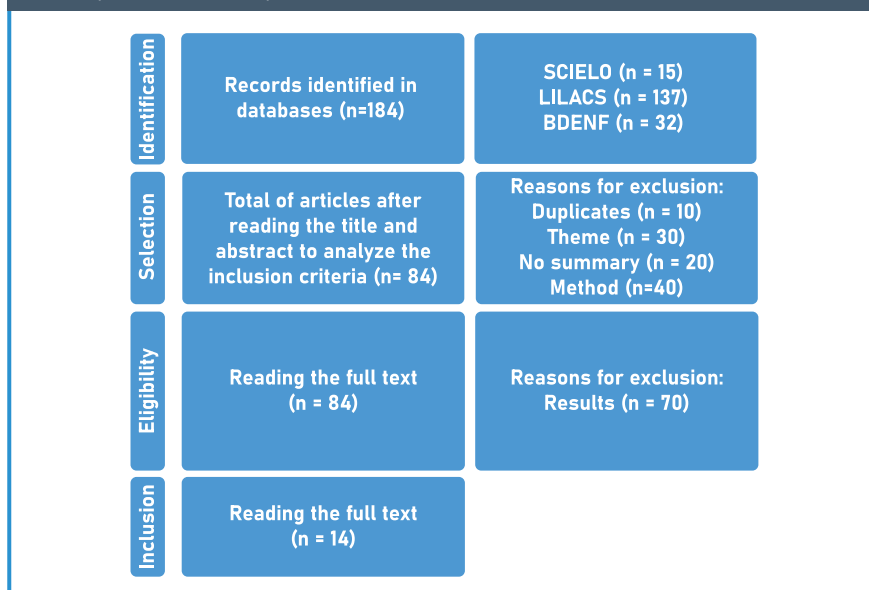 Identification
Records identified in
databases (n=184)
SCIELO (n = 15)
LILACS (n = 137)
BDENF (n = 32)
Selection
Total of articles after
reading the title and
abstract to analyze the
inclusion criteria (n= 84)
Reasons for exclusion:
Duplicates (n = 10)
Theme (n = 30)
No summary (n = 20)
Method (n=40)
Eligibility
Reading the full text
(n = 84)
Reasons for exclusion:
Results (n = 70)
Inclusion
Reading the full text
(n = 14)